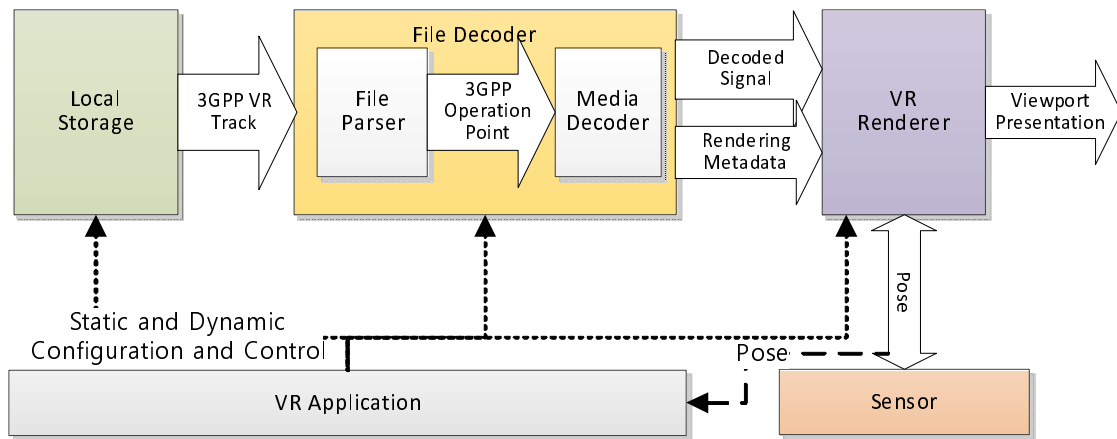 File Decoder
Local
Storage
3GPP VR
Track
File
Parser
3GPP
Operation
Point
Media
Decoder
Decoded
Signal
Rendering
Metadata
VR
Renderer
Viewport
Presentation
Pose
Static and Dynamic
Configuration and Control
Pose
VR Application
Sensor